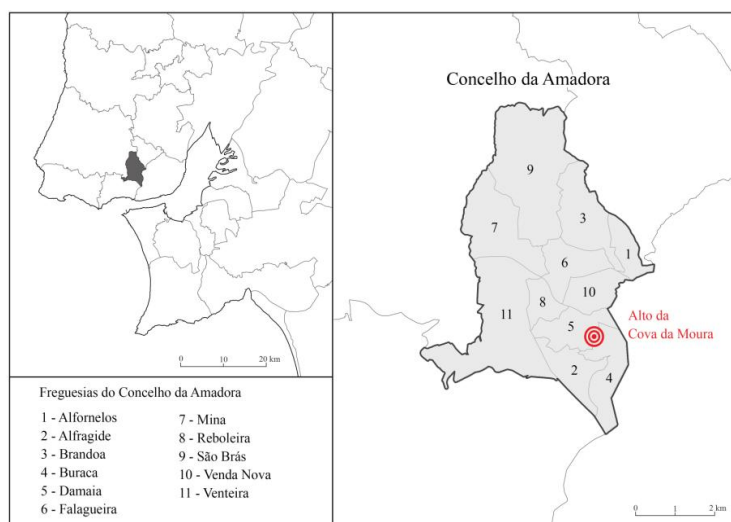 0 10 20 km
Freguesias do Concelho da Amadora
1 - Alfornelos
2 - Alfragide
3 - Brandoa
4 - Buraca
5 - Damaia
6 - Falagueira
7 - Mina
8 - Reboleira
9 - São Brás
10 - Venda Nova
11 - Venteira
Concelho da Amadora
9
3
7
1
6
10
8
11
5
Alto da
Cova da Moura
2
4
0 1 2 km